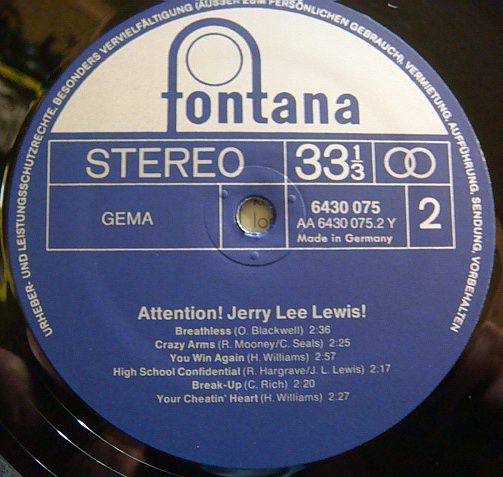 URHEBER- UND LEISTUNGSSCHUTZRECHTE, BESONDERS VERVIELFÄLTIGUNG (AUSSER ZUM PERSÖNLICHEN GEBRAUCH), VERMIETUNG, AUFFÜHRUNG, SENDUNG, VORBEHALTEN
fontana
STEREO
33 1/3
GEMA
6430 075
AA 6430 075.2 Y
Made in Germany
2
Attention! Jerry Lee Lewis!
Breathless (O. Blackwell) 2:36
Crazy Arms (R. Mooney/C. Seals) 2:25
You Win Again (H. Williams) 2:57
High School Confidential (R. Hargrave/J. L. Lewis) 2:17
Break-Up (C. Rich) 2:20
Your Cheatin' Heart (H. Williams) 2:27